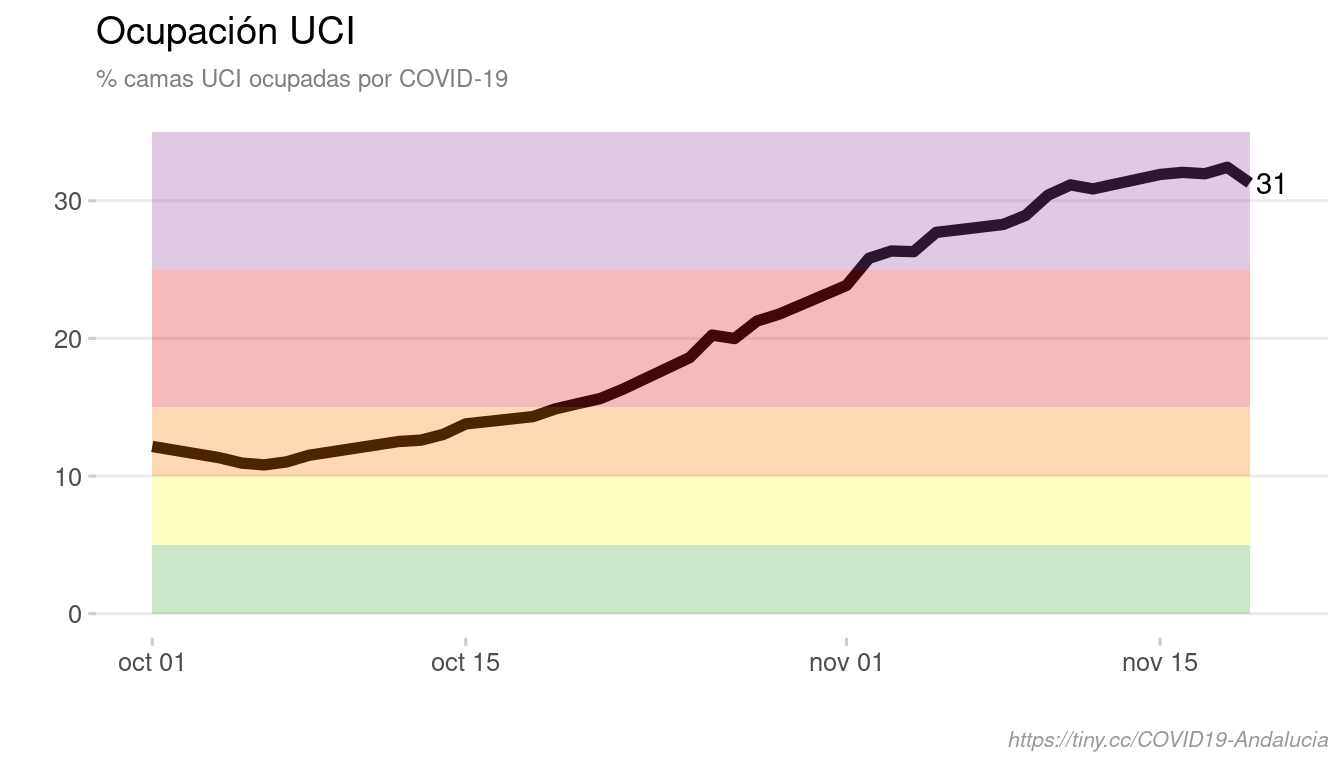 Ocupación UCI
% camas UCI ocupadas por COVID-19
30
20
10
0
31
oct 01
oct 15
nov 01
nov 15
https://tiny.cc/COVID19-Andalucia